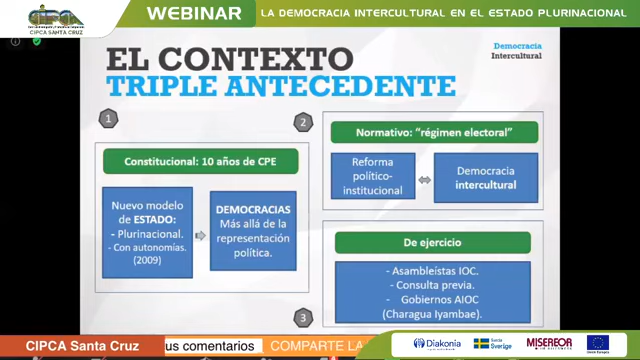 CIPCA
CIPCA SANTA CRUZ
WEBINAR
LA DEMOCRACIA INTERCULTURAL EN EL ESTADO PLURINACIONAL
EL CONTEXTO
TRIPLE ANTECEDENTE
Democracia
Intercultural
1
Constitucional: 10 años de CPE
Nuevo modelo
de ESTADO:
- Plurinacional.
- Con autonomías.
(2009)
DEMOCRACIAS
Más allá de la
representación
política.
2
Normativo: “régimen electoral”
Reforma
político-
institucional
Democracia
intercultural
De ejercicio
- Asambleístas IOC.
- Consulta previa.
- Gobiernos AIOC
(Charagua Iyambae).
3
CIPCA Santa Cruz
us comentarios
COMPARTE LA
Diakonia
Suecia
Sverige
MISEREOR